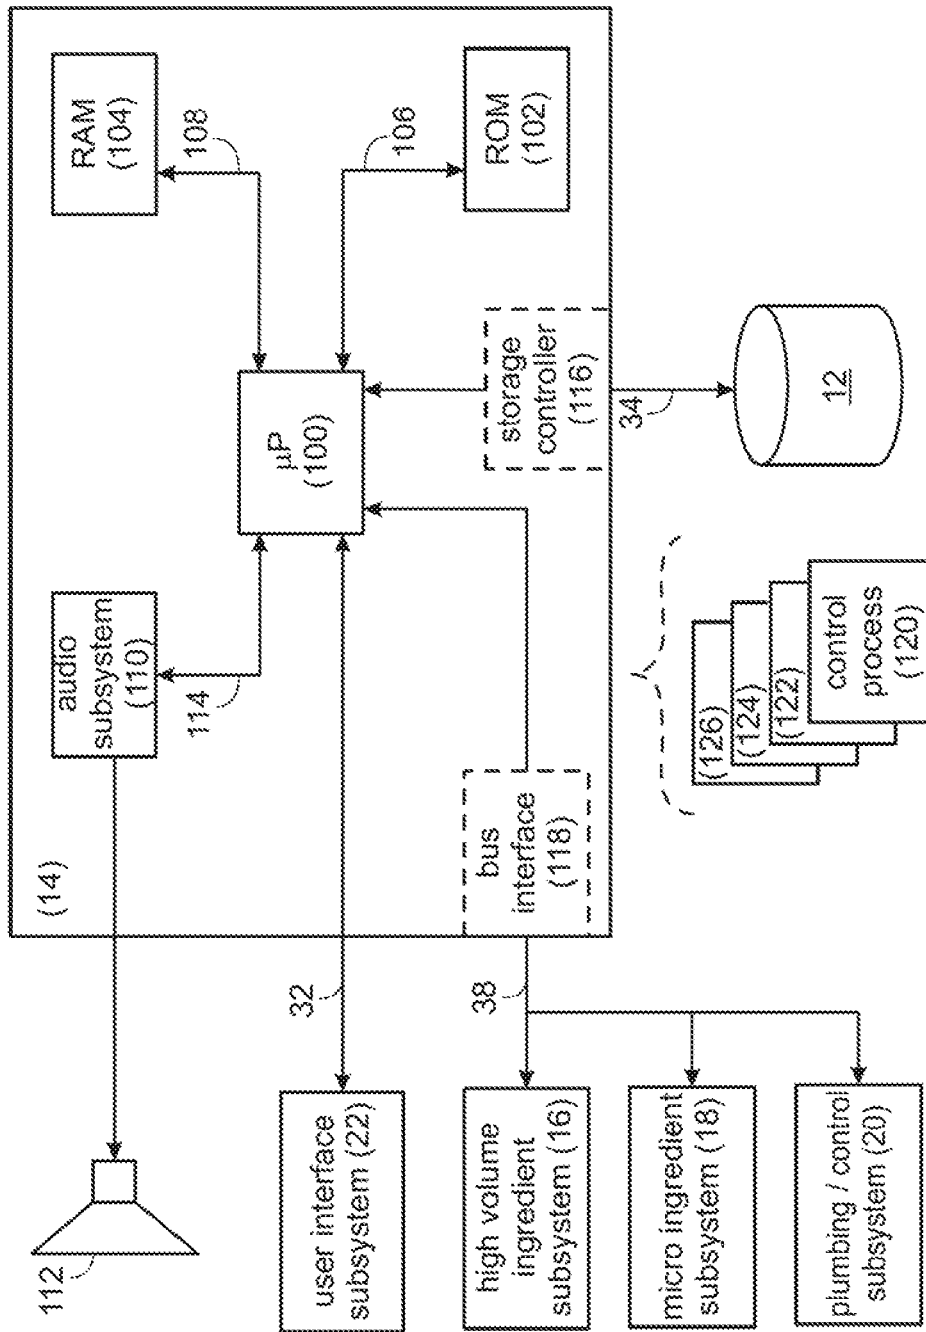 112
user interface
subsystem (22)
high volume
ingredient
subsystem (16)
micro ingredient
subsystem (18)
plumbing / control
subsystem (20)
32
38
(14)
audio
subsystem
(110)
114
bus
interface
(118)
µP
(100)
RAM
(104)
108
106
ROM
(102)
storage
controller
(116)
34
12
(126)
(124)
(122)
control
process
(120)